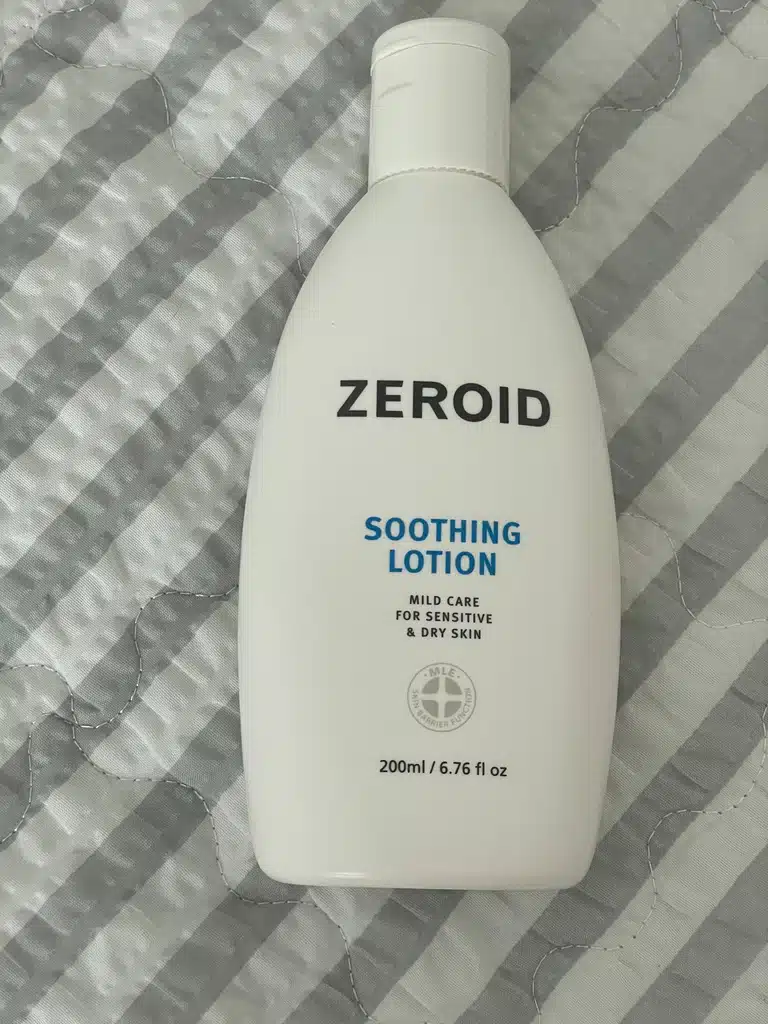 ZEROID
SOOTHING
LOTION
MILD CARE
FOR SENSITIVE
& DRY SKIN
· MLE ·
SKIN BARRIER FUNCTION
200ml / 6.76 fl oz